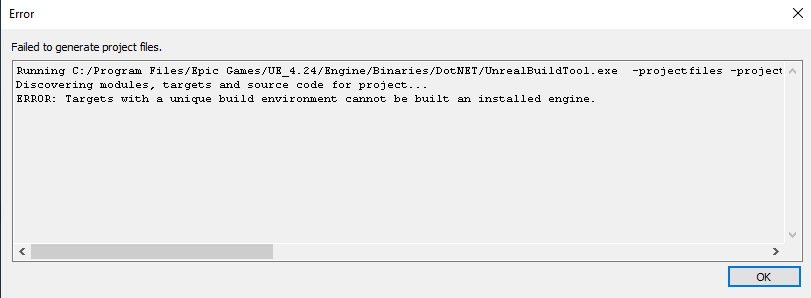 Error
Failed to generate project files.
Running C:/Program Files/Epic Games/UE_4.24/Engine/Binaries/DotNET/UnrealBuildTool.exe  -projectfiles -project
Discovering modules, targets and source code for project...
ERROR: Targets with a unique build environment cannot be built an installed engine.
OK